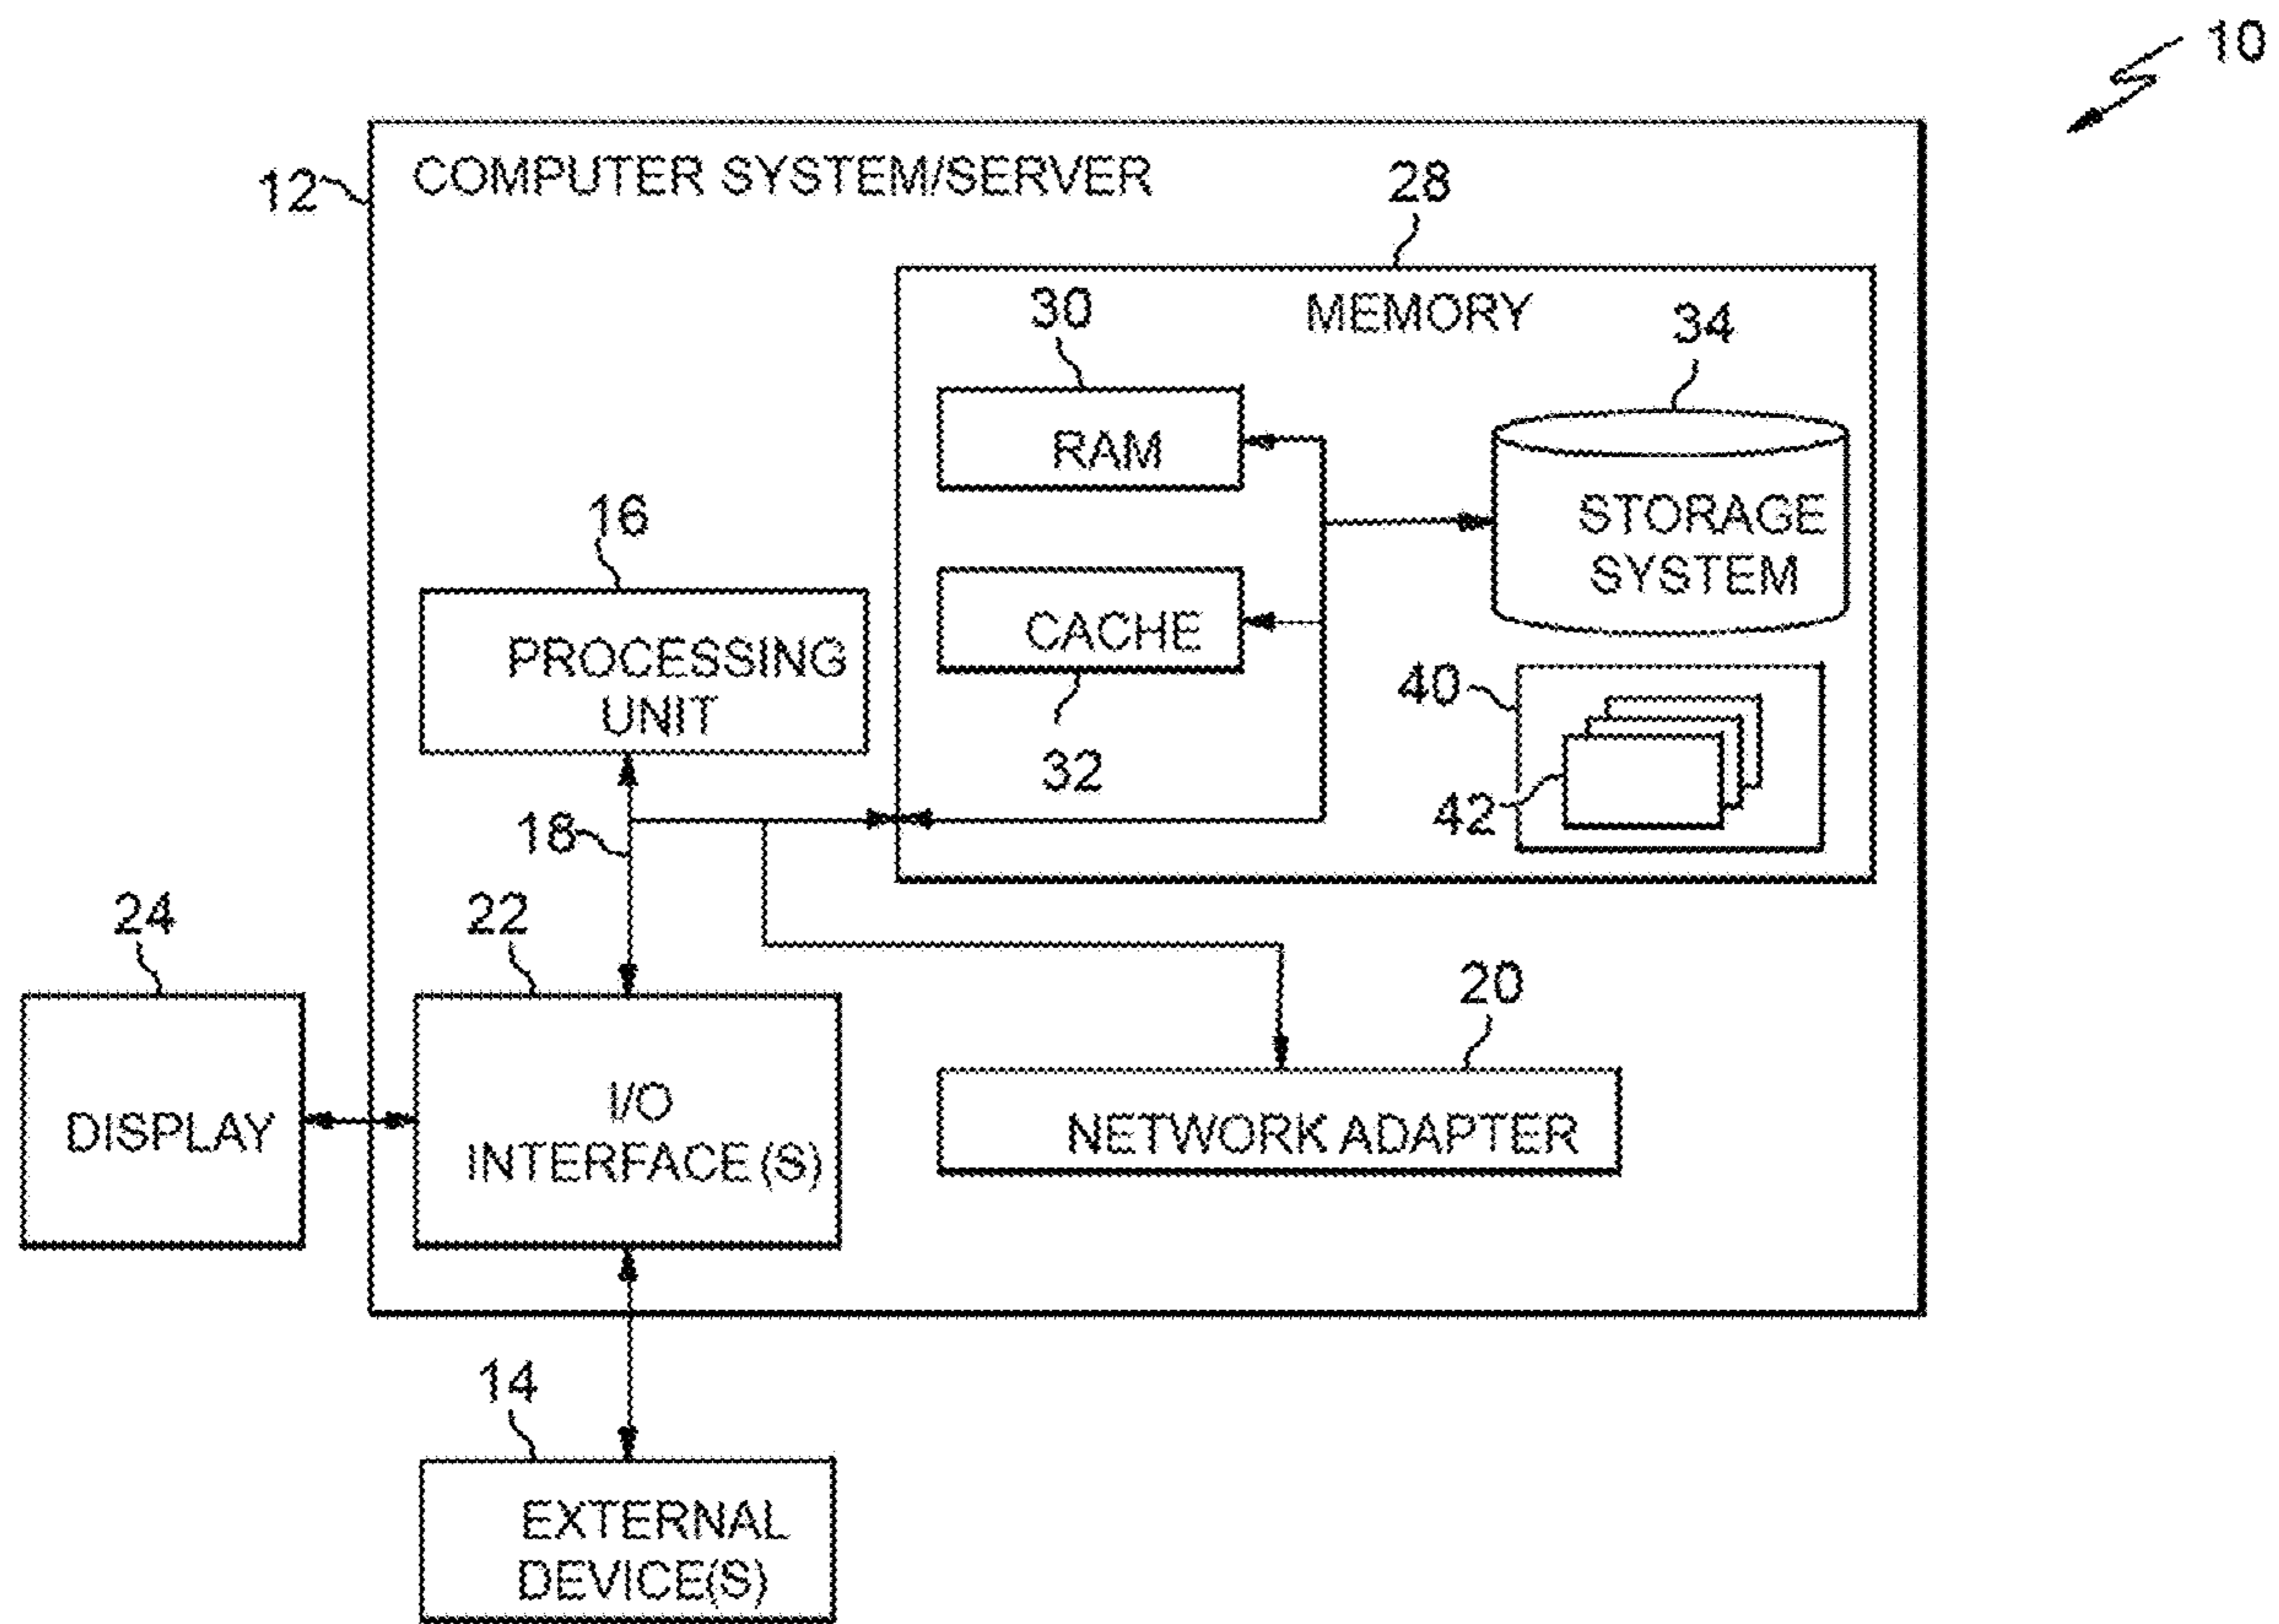 10
12
COMPUTER SYSTEM/SERVER
28
MEMORY
30
34
RAM
STORAGE
SYSTEM
16
CACHE
PROCESSING
UNIT
40
32
42
18
24
22
20
DISPLAY
I/O
INTERFACE(S)
NETWORK ADAPTER
14
EXTERNAL
DEVICE(S)